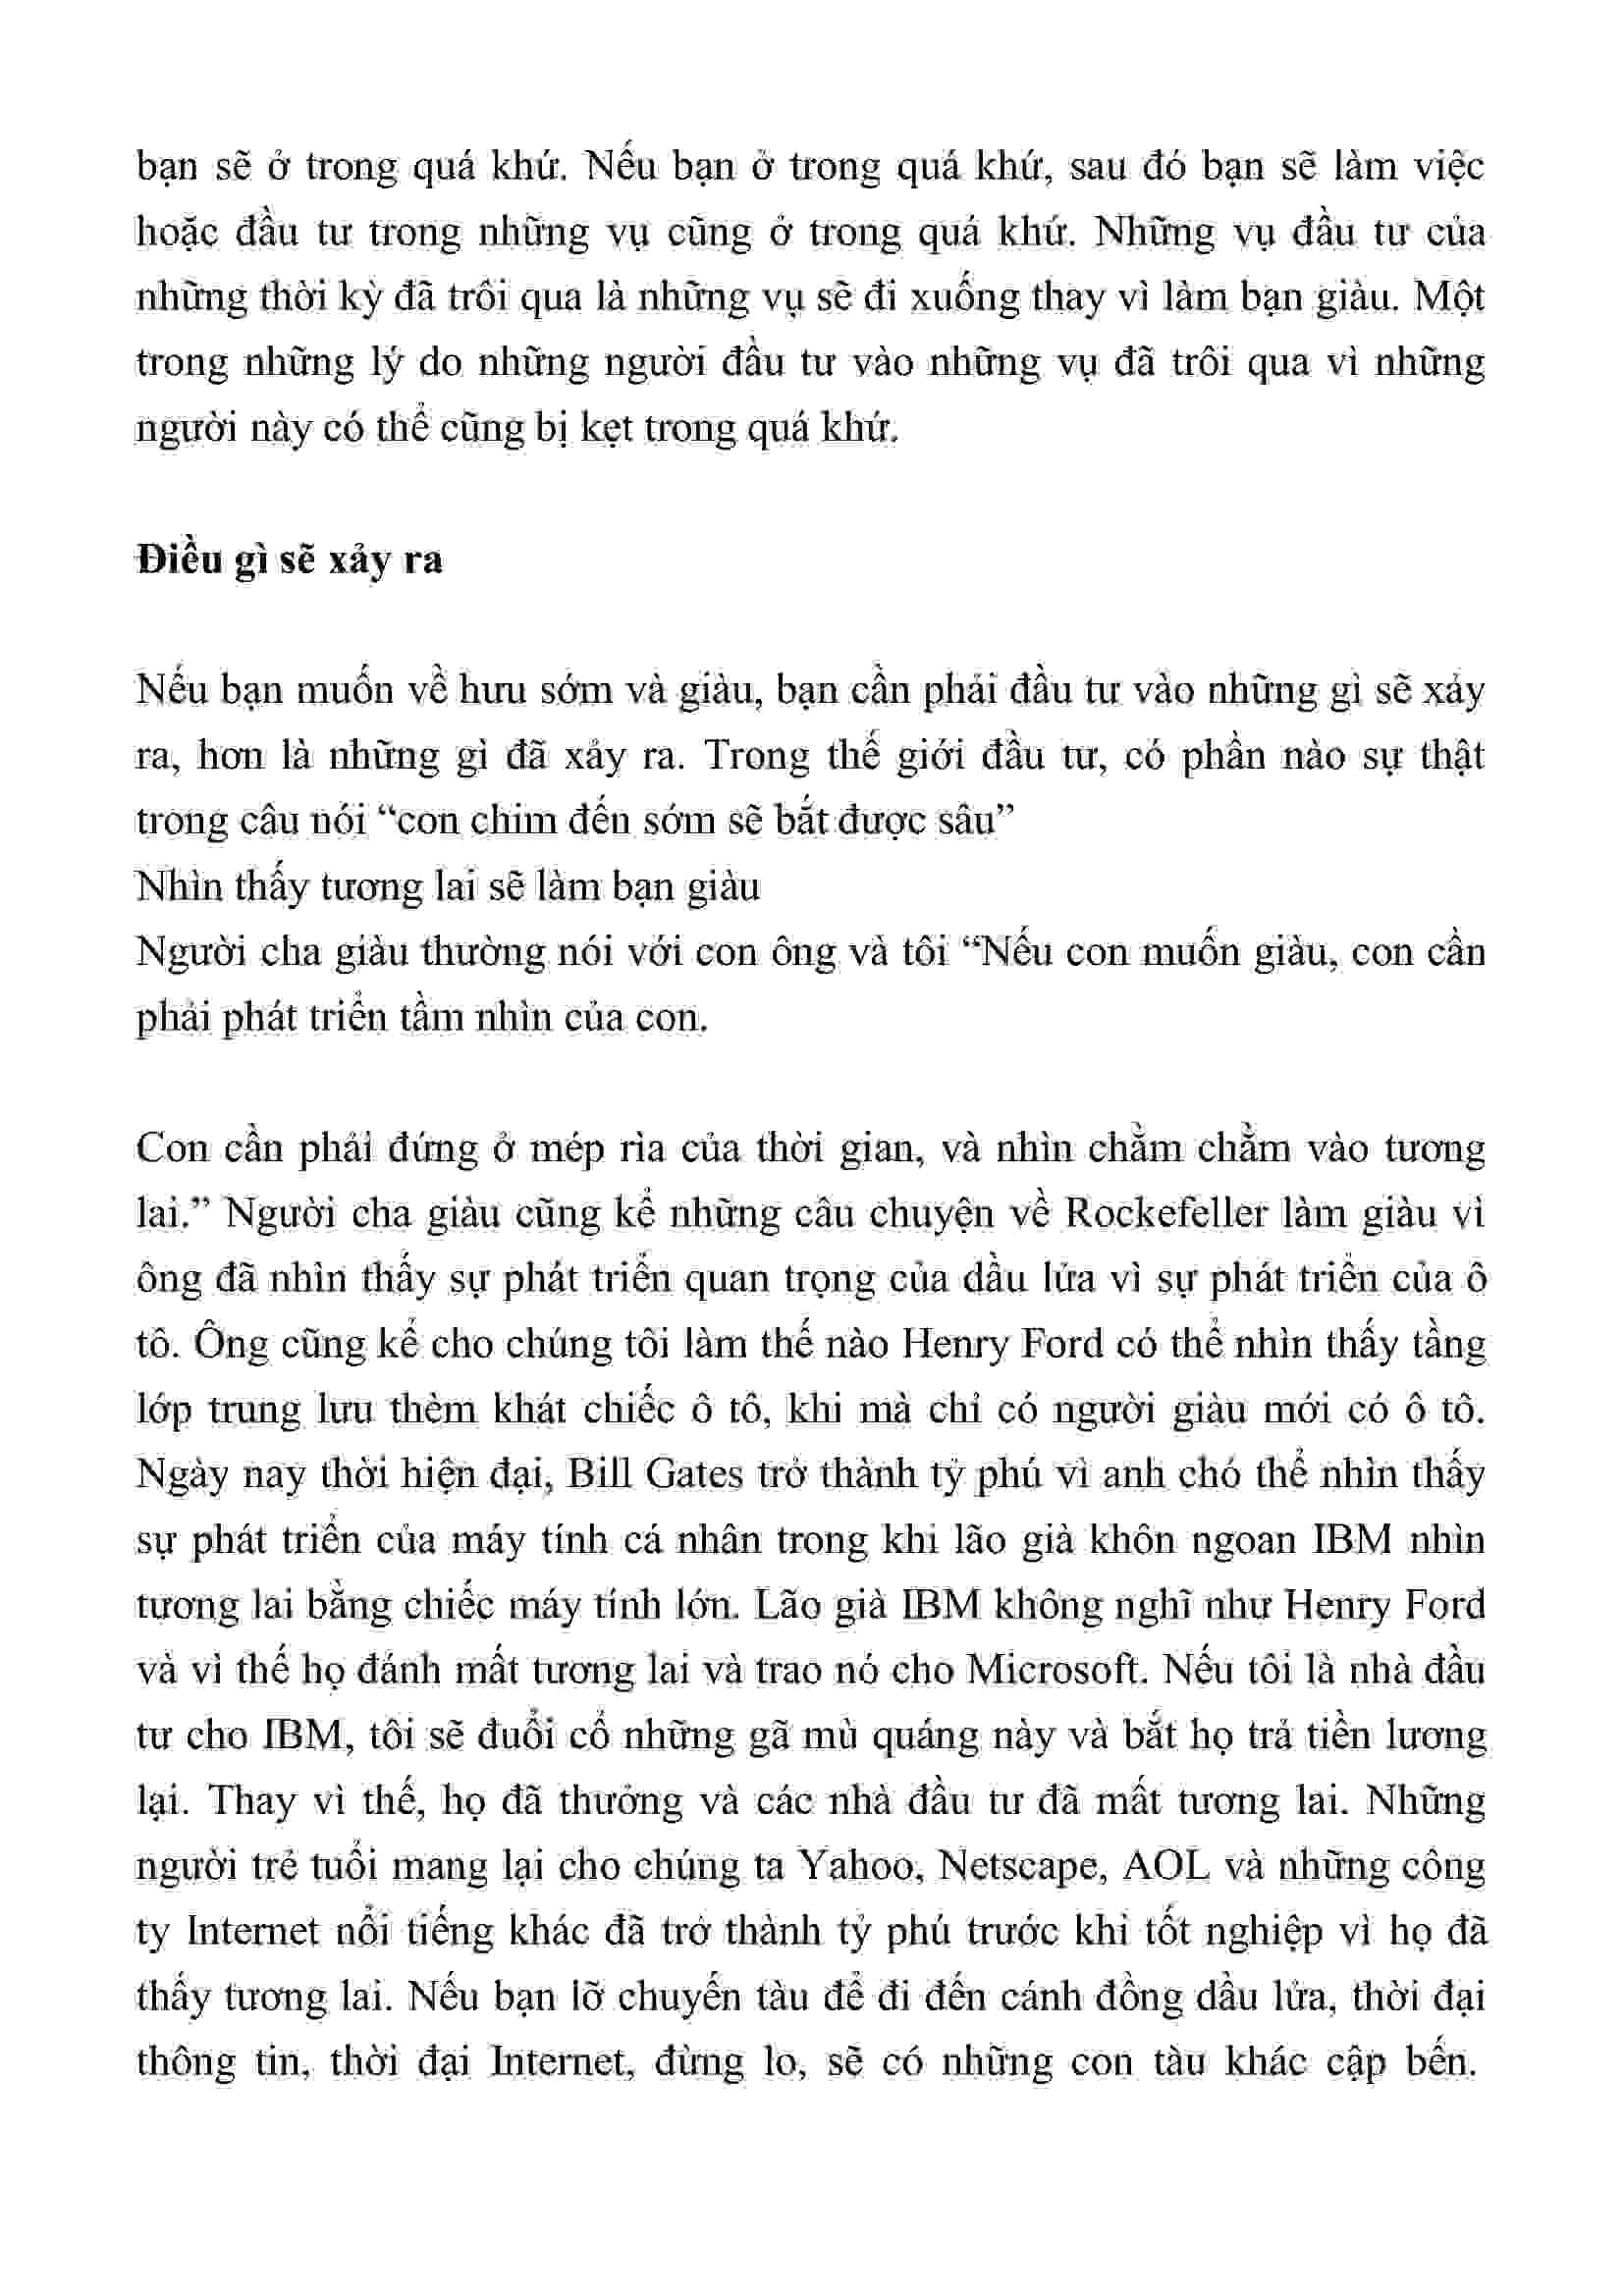 bạn sẽ ở trong quá khứ. Nếu bạn ở trong quá khứ, sau đó bạn sẽ làm việc
hoặc đầu tư trong những vụ cũng ở trong quá khứ. Những vụ đầu tư của
những thời kỳ đã trôi qua là những vụ sẽ đi xuống thay vì làm bạn giàu. Một
trong những lý do những người đầu tư vào những vụ đã trôi qua vì những
người này có thể cũng bị kẹt trong quá khứ.
Điều gì sẽ xảy ra
Nếu bạn muốn về hưu sớm và giàu, bạn cần phải đầu tư vào những gì sẽ xảy
ra, hơn là những gì đã xảy ra. Trong thế giới đầu tư, có phần nào sự thật
trong câu nói “con chim đến sớm sẽ bắt được sâu”
Nhìn thấy tương lai sẽ làm bạn giàu
Người cha giàu thường nói với con ông và tôi “Nếu con muốn giàu, con cần
phải phát triển tầm nhìn của con.
Con cần phải đứng ở mép rìa của thời gian, và nhìn chằm chằm vào tương
lai.” Người cha giàu cũng kể những câu chuyện về Rockefeller làm giàu vì
ông đã nhìn thấy sự phát triển quan trọng của dầu lửa vì sự phát triển của ô
tô. Ông cũng kể cho chúng tôi làm thế nào Henry Ford có thể nhìn thấy tầng
lớp trung lưu thèm khát chiếc ô tô, khi mà chỉ có người giàu mới có ô tô.
Ngày nay thời hiện đại, Bill Gates trở thành tỷ phú vì anh chó thể nhìn thấy
sự phát triển của máy tính cá nhân trong khi lão già khôn ngoan IBM nhìn
tương lai bằng chiếc máy tính lớn. Lão già IBM không nghĩ như Henry Ford
và vì thế họ đánh mất tương lai và trao nó cho Microsoft. Nếu tôi là nhà đầu
tư cho IBM, tôi sẽ đuổi cổ những gã mù quáng này và bắt họ trả tiền lương
lại. Thay vì thế, họ đã thưởng và các nhà đầu tư đã mất tương lai. Những
người trẻ tuổi mang lại cho chúng ta Yahoo, Netscape, AOL và những công
ty Internet nổi tiếng khác đã trở thành tỷ phú trước khi tốt nghiệp vì họ đã
thấy tương lai. Nếu bạn lỡ chuyến tàu để đi đến cánh đồng dầu lửa, thời đại
thông tin, thời đại Internet, đừng lo, sẽ có những con tàu khác cập bến.